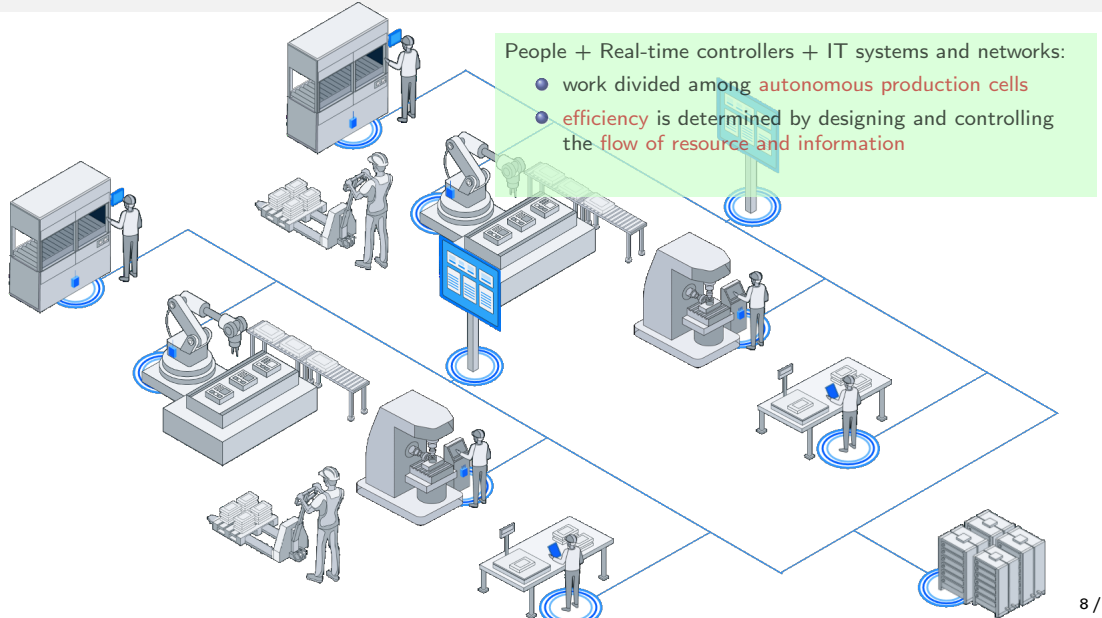 People + Real-time controllers + IT systems and networks:
work divided among autonomous production cells
efficiency is determined by designing and controlling
the flow of resource and information
8 /